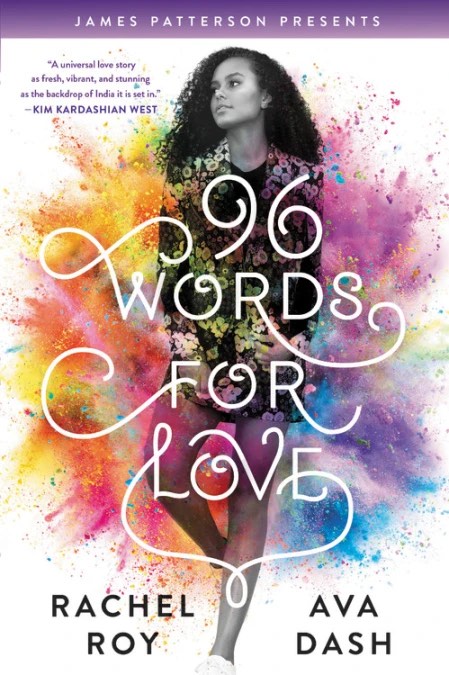 JAMES PATTERSON PRESENTS
“A universal love story
as fresh, vibrant, and stunning
as the backdrop of India it is set in.”
—KIM KARDASHIAN WEST
96
WORDS
FOR
LOVE
RACHEL
ROY
AVA
DASH